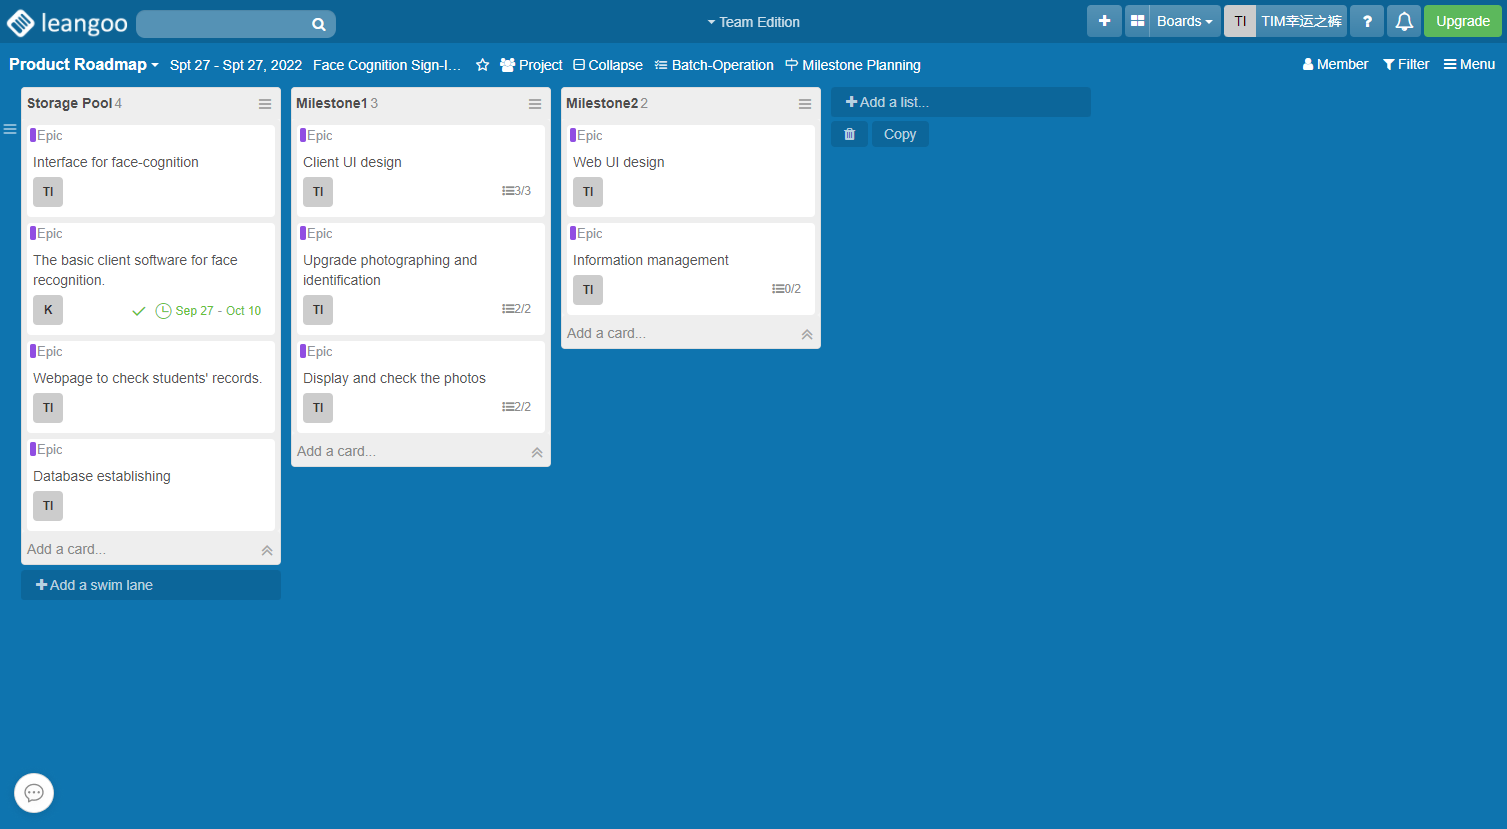 leangoo
Team Edition
Boards
TI
TIM幸运之裤
?
Upgrade
Product Roadmap
Spt 27 - Spt 27, 2022
Face Cognition Sign-I...
Project
Collapse
Batch-Operation
Milestone Planning
Member
Filter
Menu
Storage Pool 4
Epic
Interface for face-cognition
TI
Epic
The basic client software for face
recognition.
K
Sep 27 - Oct 10
Epic
Webpage to check students' records.
TI
Epic
Database establishing
TI
Add a card...
Add a swim lane
Milestone1 3
Epic
Client UI design
TI
3/3
Epic
Upgrade photographing and
identification
TI
2/2
Epic
Display and check the photos
TI
2/2
Add a card...
Milestone2 2
Epic
Web UI design
TI
Epic
Information management
TI
0/2
Add a card...
Add a list...
Copy